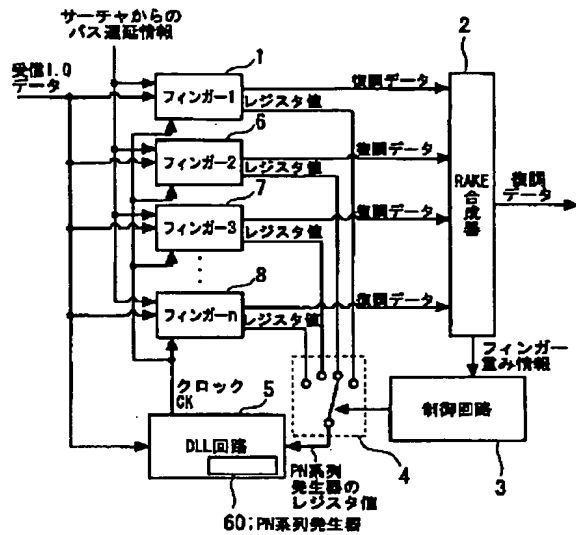 サーチャからの
パス遅延情報
受信I.Q
データ
1
フィンガー1
復調データ
レジスタ値
6
フィンガー2
復調データ
レジスタ値
7
フィンガー3
復調データ
レジスタ値
8
フィンガーn
復調データ
レジスタ値
2
RAKE
合成
器
復調
データ
フィンガー
重み情報
制御回路
3
4
クロック
CK
5
DLL回路
PN系列
発生器の
レジスタ値
60;PN系列発生器